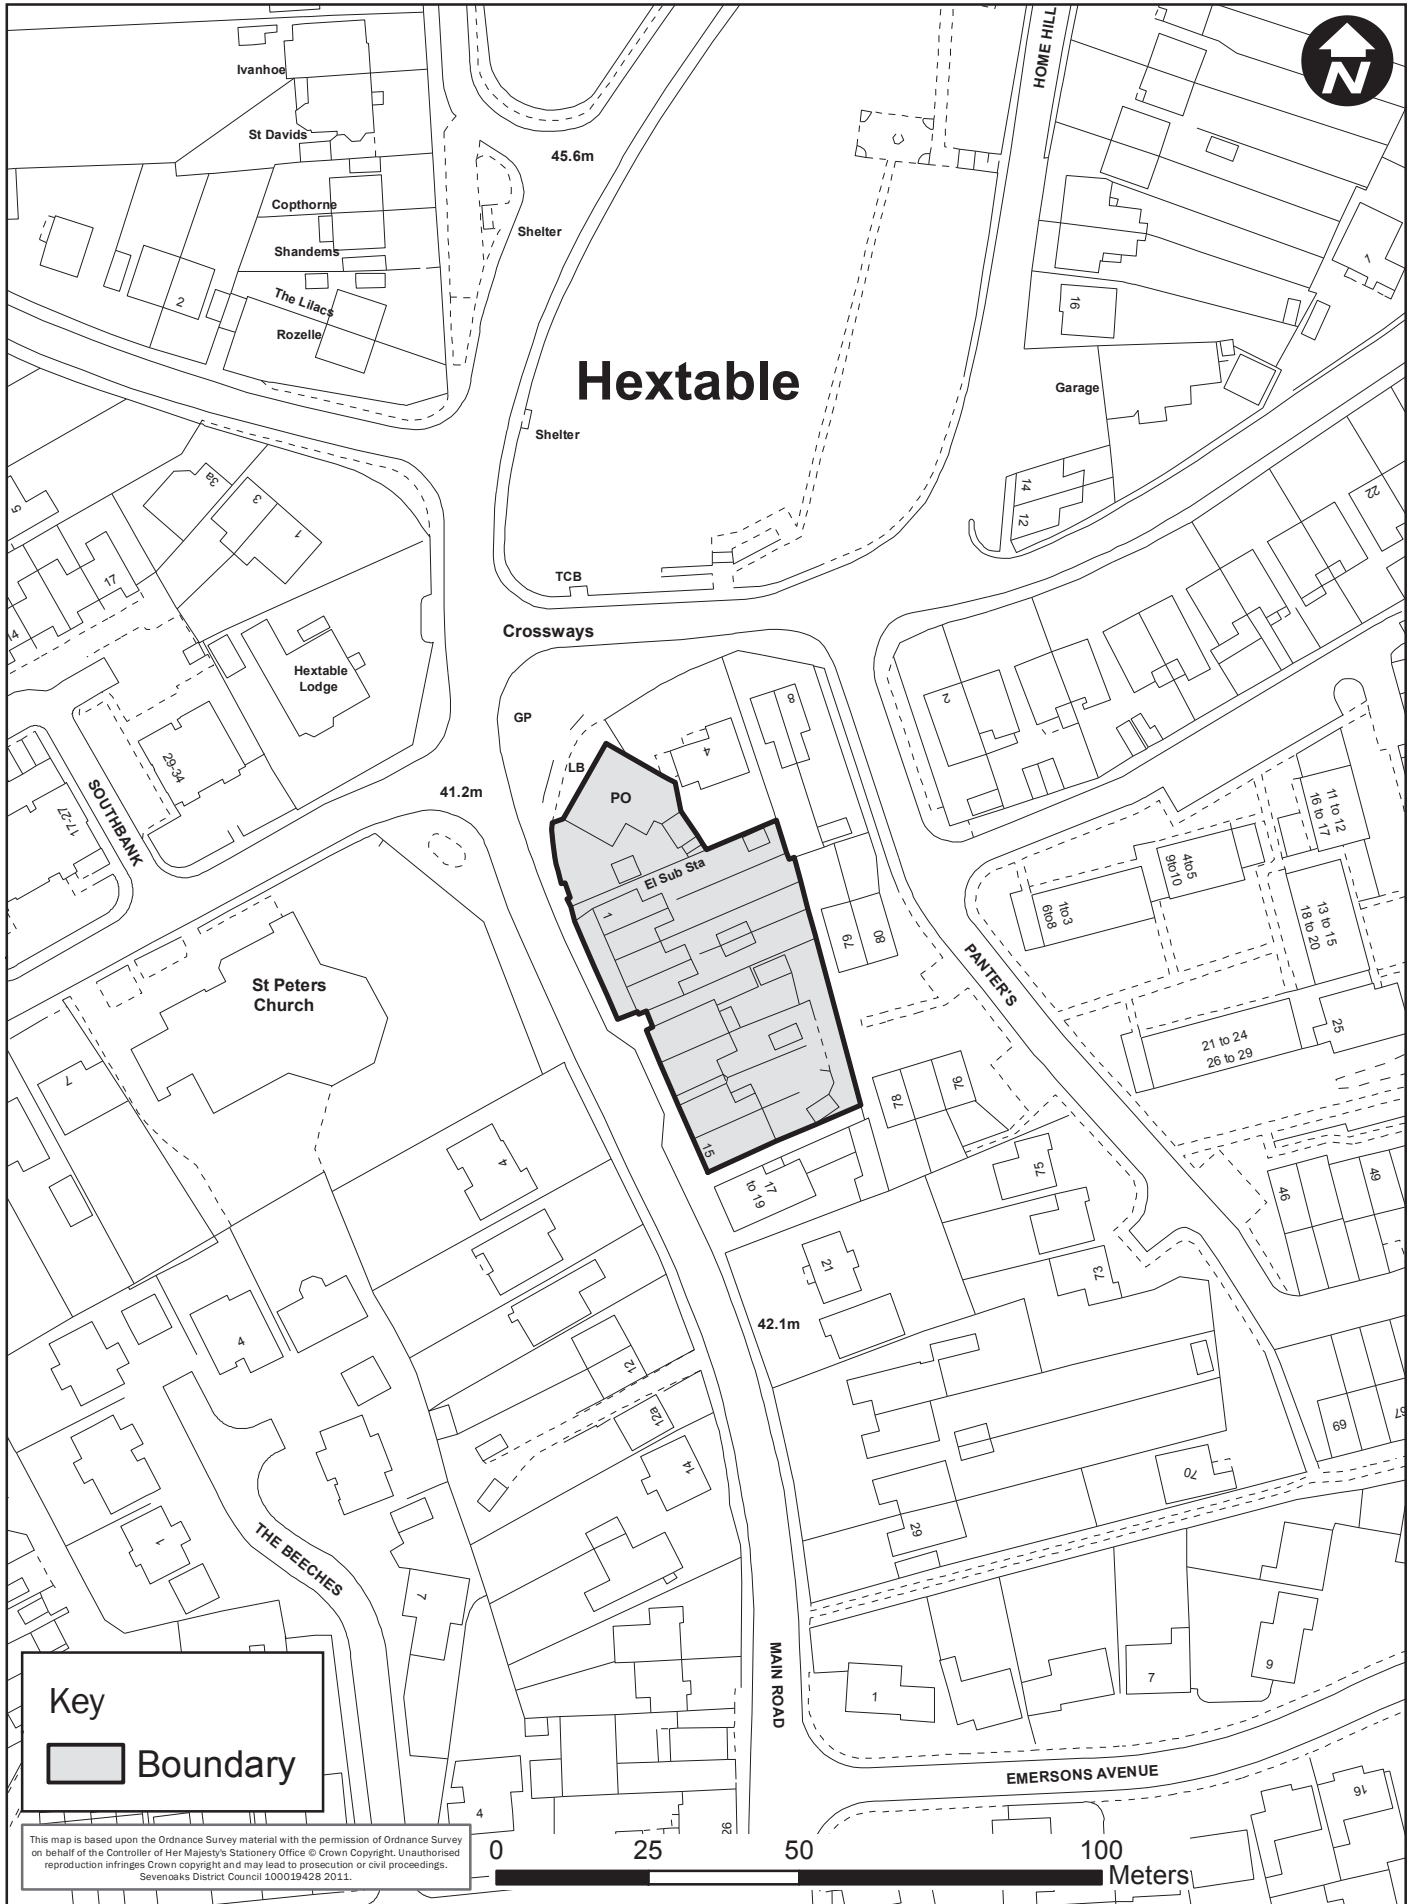 N
HOME HILL
Ivanhoe
St Davids
45.6m
Copthorne
Shelter
Shandems
1
2
The Lilacs
16
Rozelle
Hextable
Garage
Shelter
3a
3
1
5
14
12
22
17
14
TCB
Crossways
Hextable
Lodge
2
8
GP
4
LB
29-34
PO
SOUTHBANK
41.2m
17-27
11 to 12
16 to 17
4to5
9to10
El Sub Sta
1to3
6to8
1
13 to 15
18 to 20
79
80
PANTER'S
St Peters
Church
25
21 to 24
26 to 29
7
7
78
76
15
4
75
17
to 19
46
49
21
73
42.1m
4
12
12a
69
67
14
70
29
1
THE BEECHES
7
MAIN ROAD
9
7
1
Key
Boundary
EMERSONS AVENUE
16
4
26
This map is based upon the Ordnance Survey material with the permission of Ordnance Survey
on behalf of the Controller of Her Majesty's Stationery Office © Crown Copyright. Unauthorised
reproduction infringes Crown copyright and may lead to prosecution or civil proceedings.
Sevenoaks District Council 100019428 2011.
0 25 50 100
Meters